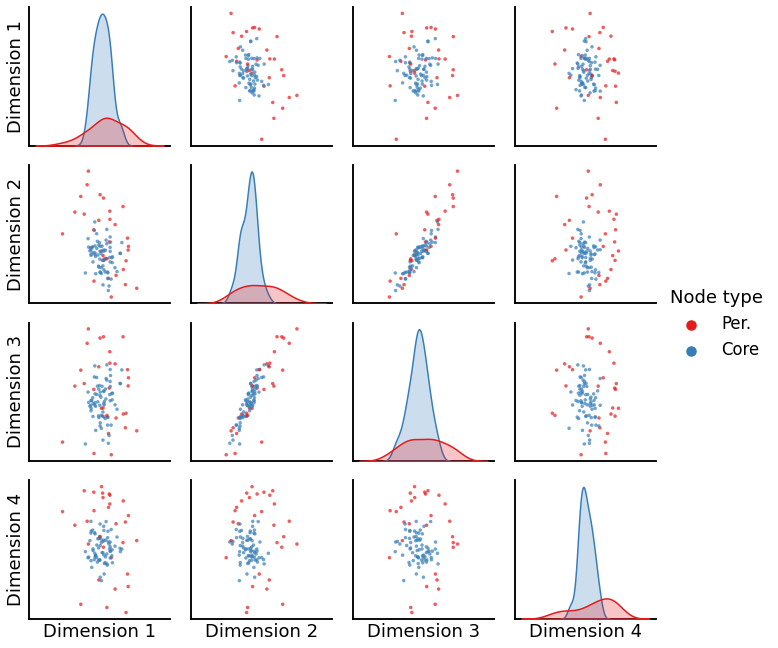 Dimension 1
Dimension 2
Node type
Per.
Core
Dimension 3
Dimension 4
Dimension 1
Dimension 2
Dimension 3
Dimension 4